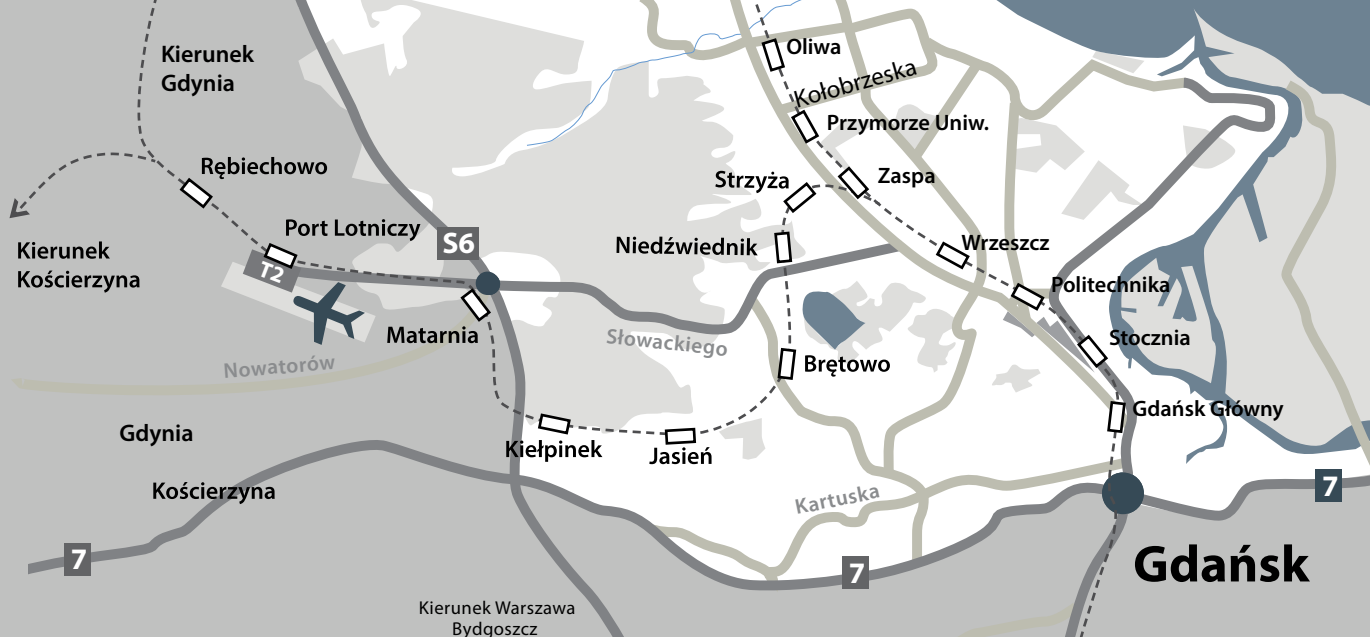 Kierunek
Gdynia
Oliwa
Kołobrzeska
Przymorze Uniw.
Rębiechowo
Strzyża
Zaspa
Port Lotniczy
S6
Niedźwiednik
Wrzeszcz
Kierunek
Kościerzyna
T2
Politechnika
Matarnia
Słowackiego
Stocznia
Nowatorów
Brętowo
Gdańsk Główny
Gdynia
Kiełpinek
Jasień
Kościerzyna
Kartuska
7
7
7
Gdańsk
Kierunek Warszawa
Bydgoszcz